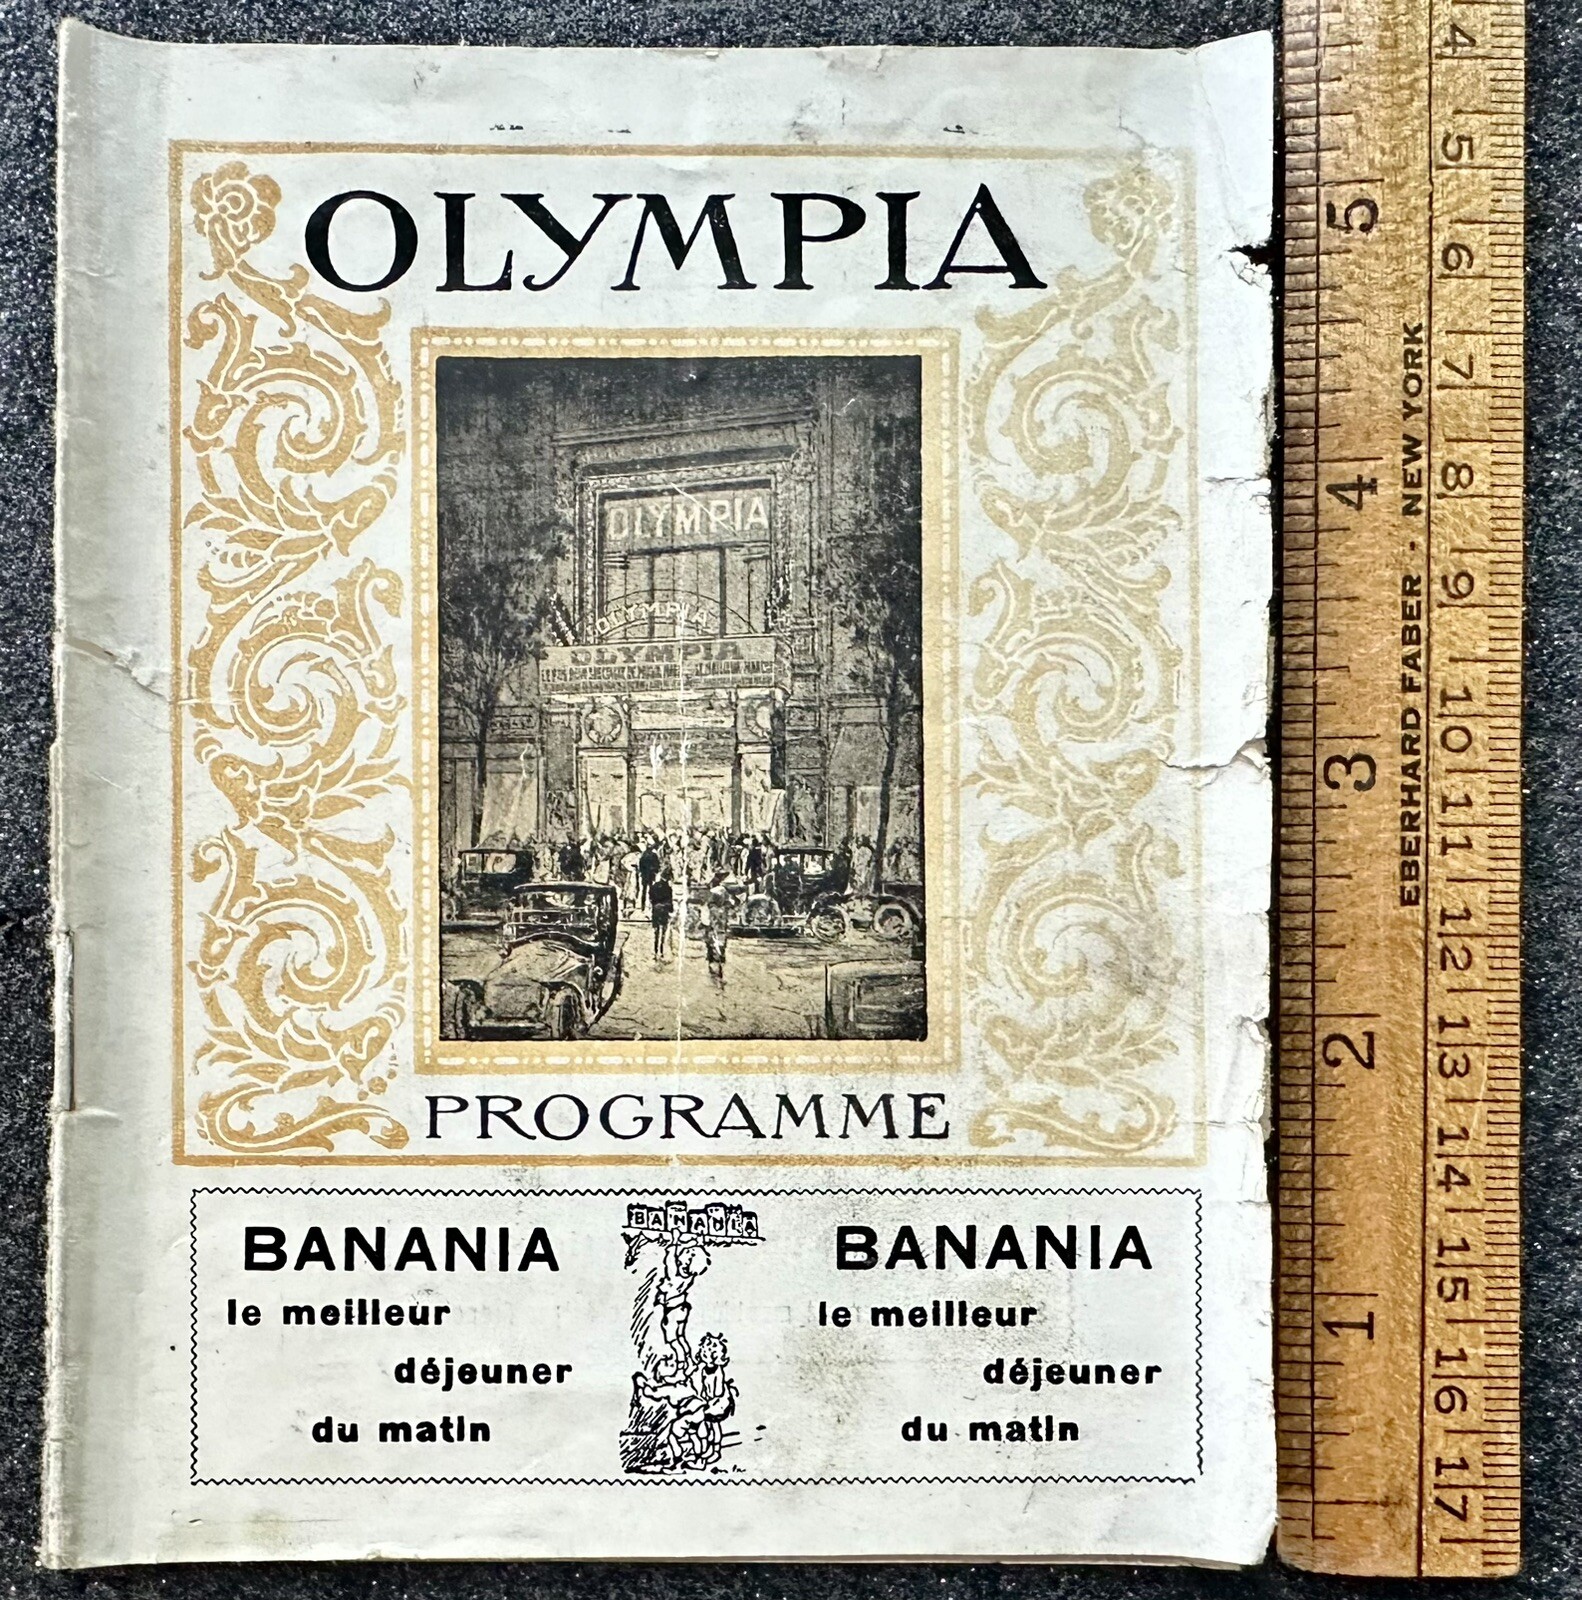 OLYMPIA
OLYMPIA
OLYMPIA
OLYMPIA
PROGRAMME
BANANIA
le meilleur
déjeuner
du matin
BANANIA
BANANIA
le meilleur
déjeuner
du matin
EBERHARD FABER - NEW YORK
5
4
3
2
1
4
5
6
7
8
9
10
11
12
13
14
15
16
17